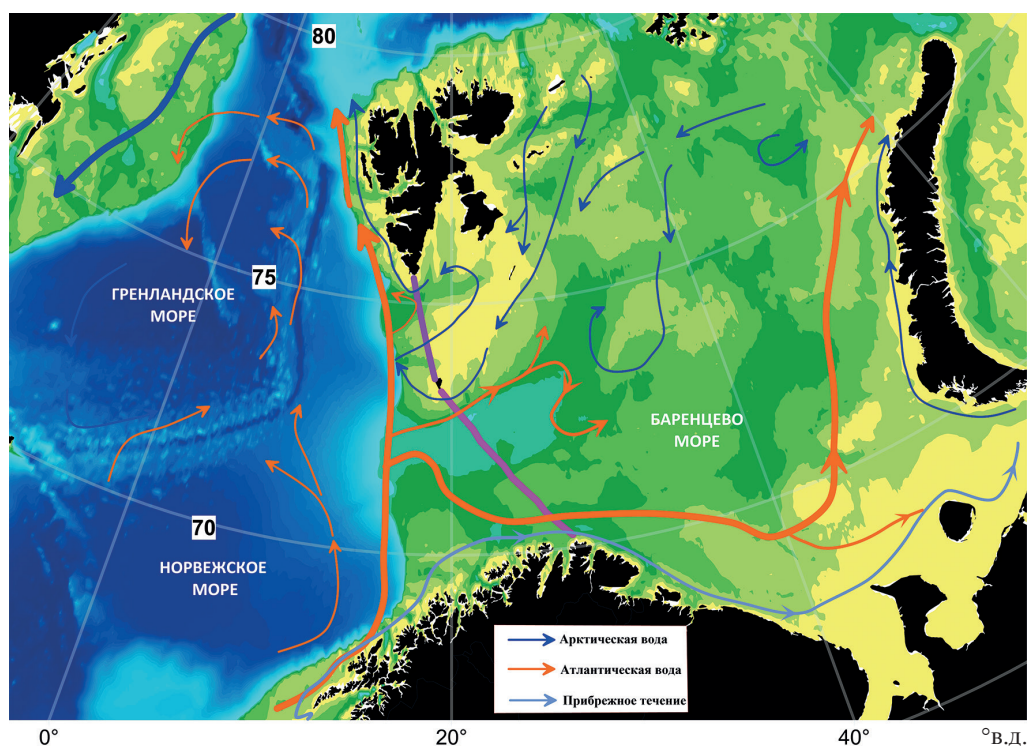 80
75
ГРЕНЛАНДСКОЕ
МОРЕ
БАРЕНЦЕВО
МОРЕ
70
НОРВЕЖСКОЕ
МОРЕ
Арктическая вода
Атлантическая вода
Прибрежное течение
0° 20° 40° °в.д.